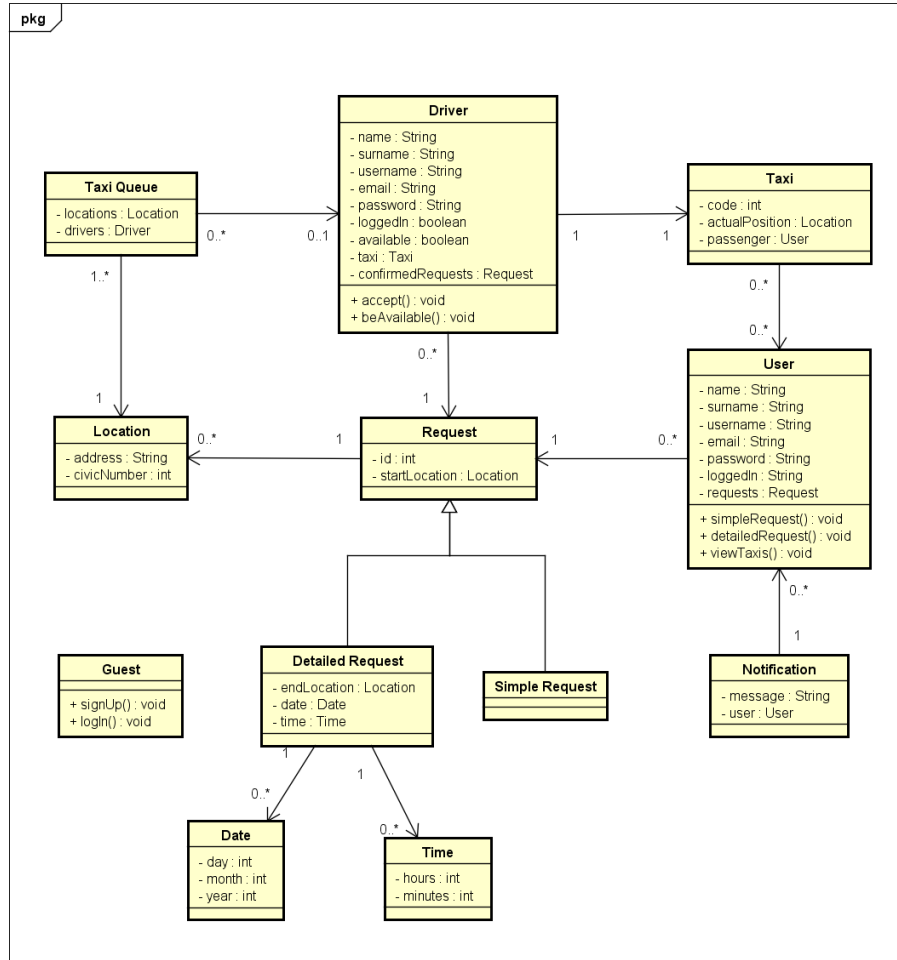 pkg
Driver
- name : String
- surname : String
- username : String
- email : String
- password : String
- loggedIn : boolean
- available : boolean
- taxi : Taxi
- confirmedRequests : Request
+ accept() : void
+ beAvailable() : void
Taxi Queue
- locations : Location
- drivers : Driver
0..*
0..1
1
1
Taxi
- code : int
- actualPosition : Location
- passenger : User
1..*
1
0..*
1
0..*
0..*
User
- name : String
- surname : String
- username : String
- email : String
- password : String
- loggedIn : String
- requests : Request
+ simpleRequest() : void
+ detailedRequest() : void
+ viewTaxis() : void
Location
- address : String
- civicNumber : int
0..*
1
Request
- id : int
- startLocation : Location
1
0..*
0..*
1
Guest
+ signUp() : void
+ logIn() : void
Detailed Request
- endLocation : Location
- date : Date
- time : Time
Simple Request
Notification
- message : String
- user : User
1
0..*
1
0..*
Date
- day : int
- month : int
- year : int
Time
- hours : int
- minutes : int